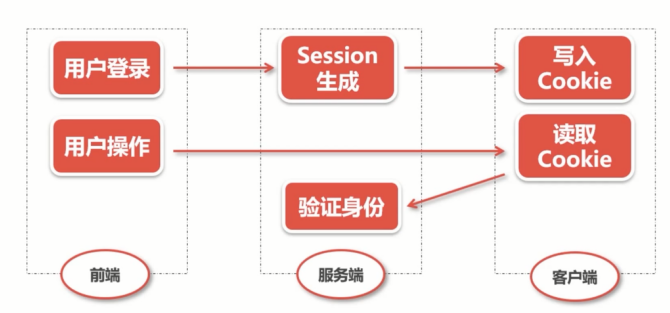 用户登录
Session
生成
写入
Cookie
用户操作
读取
Cookie
验证身份
前端
服务端
客户端